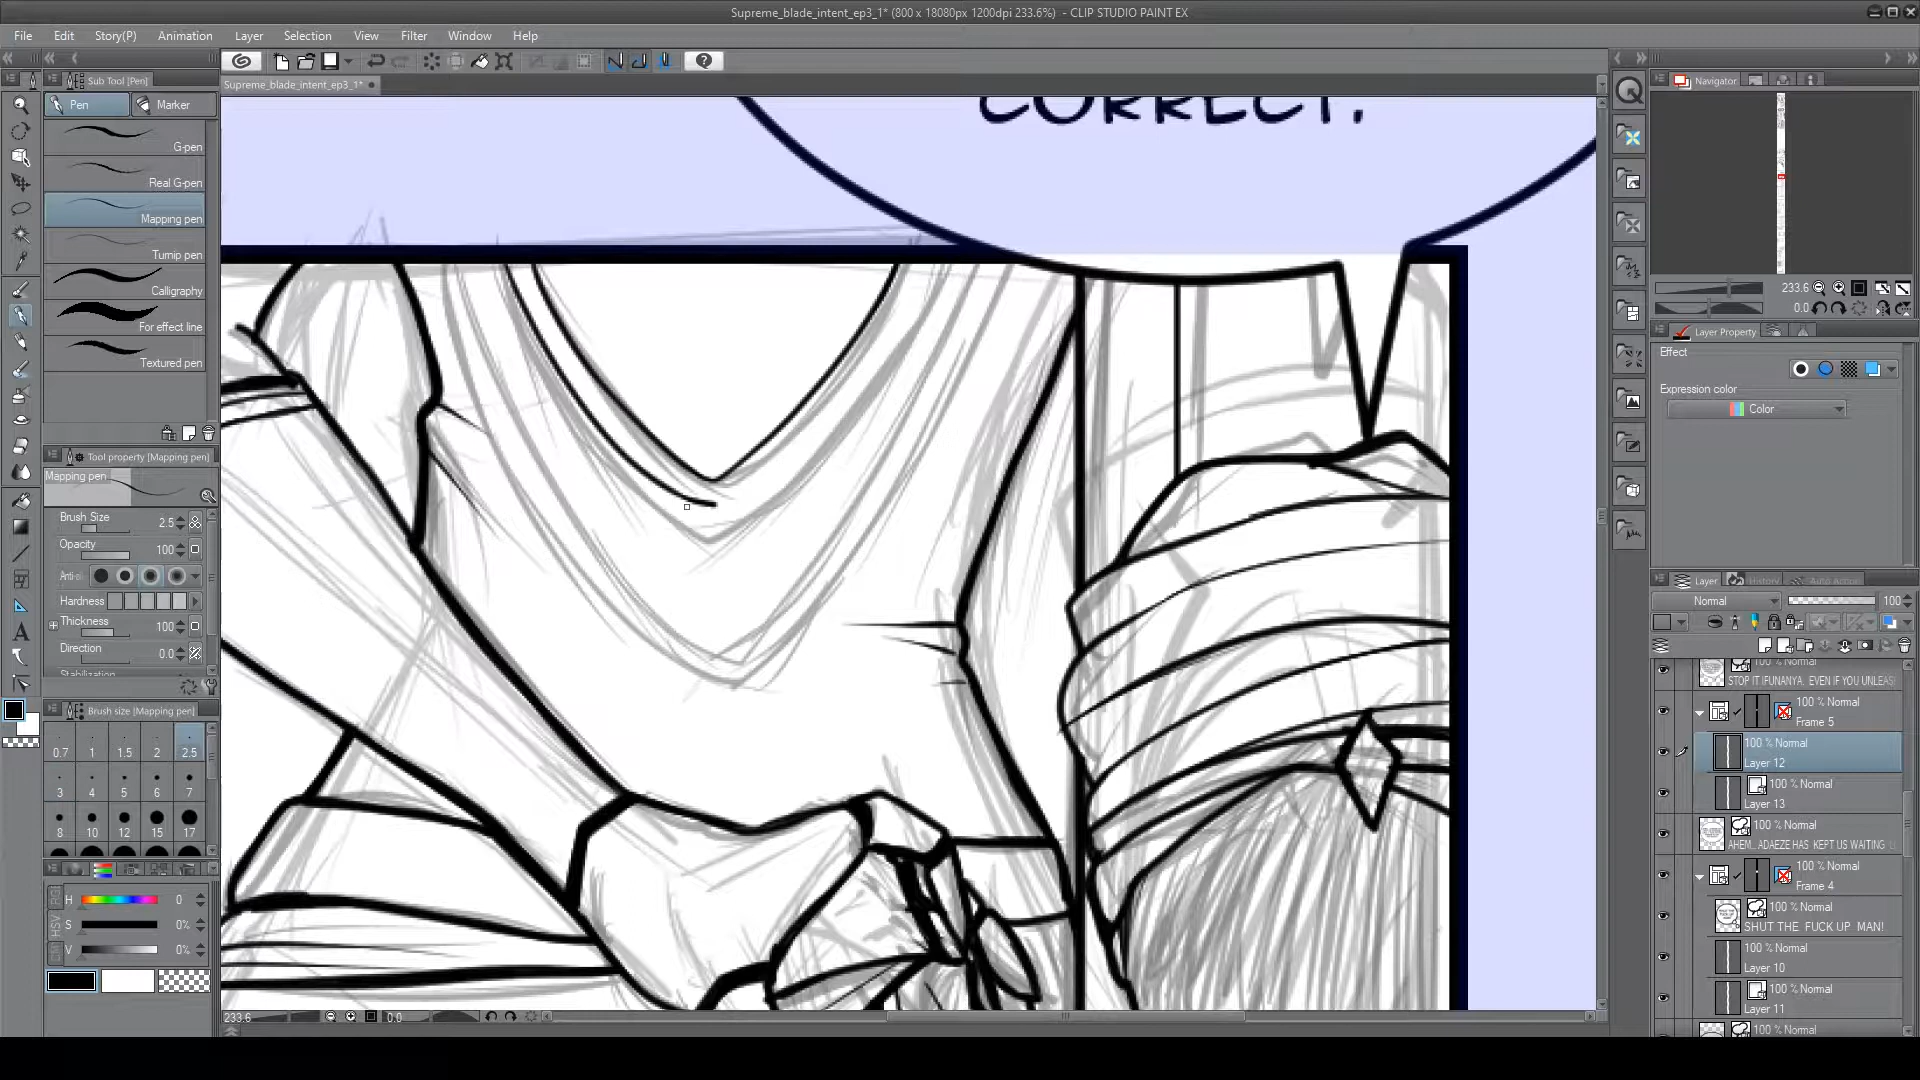 Supreme_blade_intent_ep3_1* (800 x 18080px 1200dpi 233.6%) - CLIP STUDIO PAINT EX
File Edit Story(P) Animation Layer Selection View Filter Window Help
Sub Tool [Pen]
Supreme_blade_intent_ep3_1*
Navigator
Pen
Marker
CORRECT.
G-pen
Real G-pen
Mapping pen
Turnip pen
Calligraphy
For effect line
Textured pen
233.6
0.0
Layer Property
Effect
Expression color
Color
Tool property [Mapping pen]
Mapping pen
Brush Size 2.5
Opacity 100
Hardness
Thickness 100
Direction 0.0
Stabilization
Brush size [Mapping pen]
0.7 1 1.5 2 2.5
3 4 5 6 7
8 10 12 15 17
H 0
S 0%
V 0%
233.6 0.0
Layer History Auto Action
Normal 100
100 % Normal
STOP IT IFUNANYA. EVEN IF YOU UNLEAS
100 % Normal
Frame 5
100 % Normal
Layer 12
100 % Normal
Layer 13
100 % Normal
AHEM... ADAEZE HAS KEPT US WAITING
100 % Normal
Frame 4
100 % Normal
SHUT THE FUCK UP MAN!
100 % Normal
Layer 10
100 % Normal
Layer 11
100 % Normal